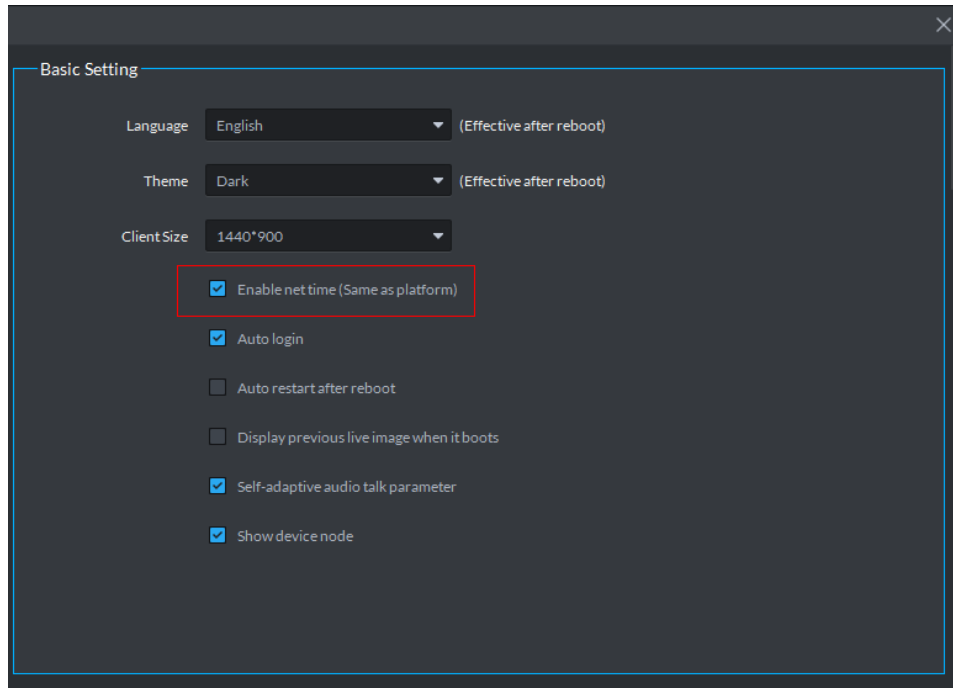 Basic Setting
Language English (Effective after reboot)
Theme Dark (Effective after reboot)
Client Size 1440*900
Enable net time (Same as platform)
Auto login
Auto restart after reboot
Display previous live image when it boots
Self-adaptive audio talk parameter
Show device node